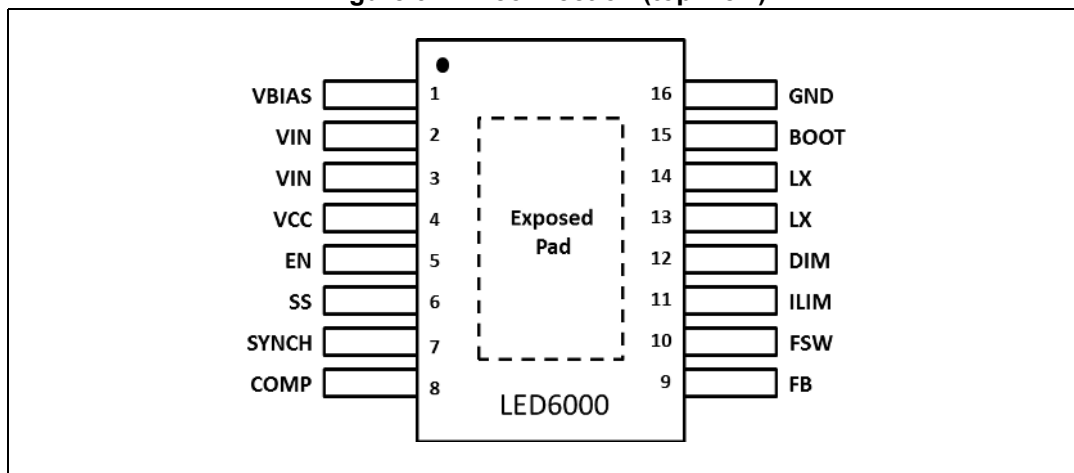 VBIAS 1 16 GND
VIN 2 15 BOOT
VIN 3 14 LX
VCC 4 Exposed 13 LX
Pad
EN 5 12 DIM
SS 6 11 ILIM
SYNCH 7 10 FSW
COMP 8 9 FB
LED6000